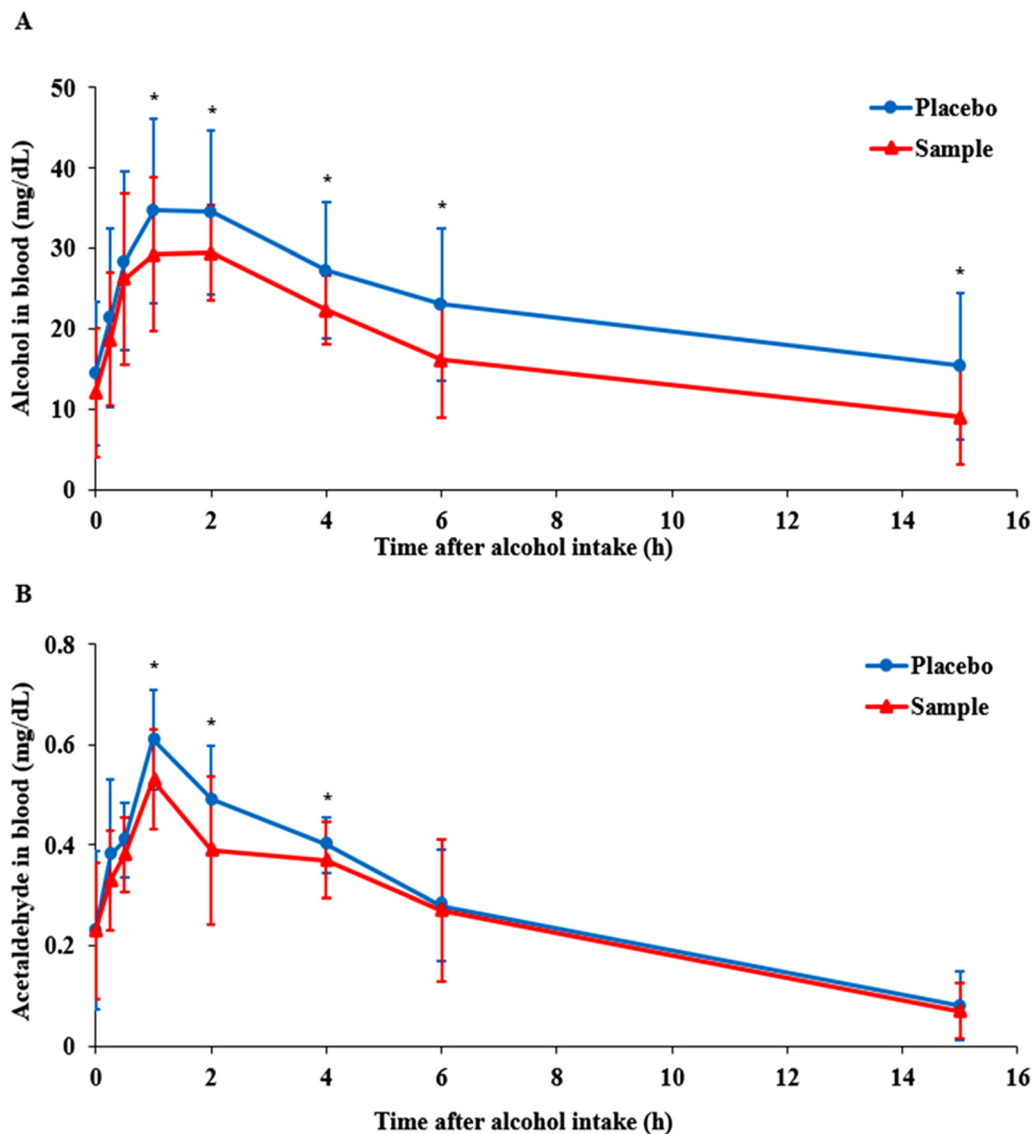 A
Alcohol in blood (mg/dL)
50
40
30
20
10
0
* * * * *
Placebo
Sample
0 2 4 6 8 10 12 14 16
Time after alcohol intake (h)
B
Acetaldehyde in blood (mg/dL)
0.8
0.6
0.4
0.2
0
* * *
Placebo
Sample
0 2 4 6 8 10 12 14 16
Time after alcohol intake (h)